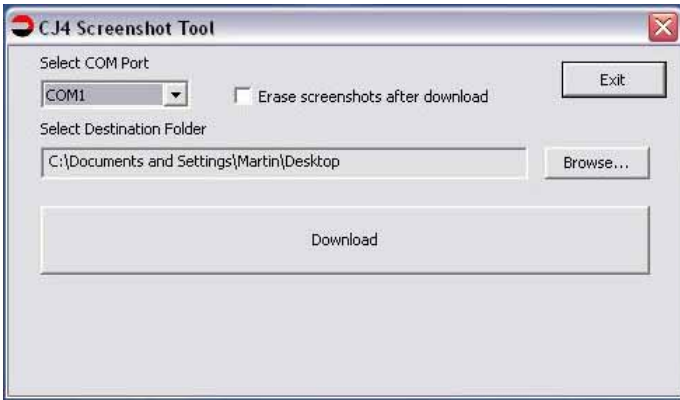 CJ4 Screenshot Tool
Select COM Port
COM1
Erase screenshots after download
Exit
Select Destination Folder
C:\Documents and Settings\Martin\Desktop
Browse...
Download